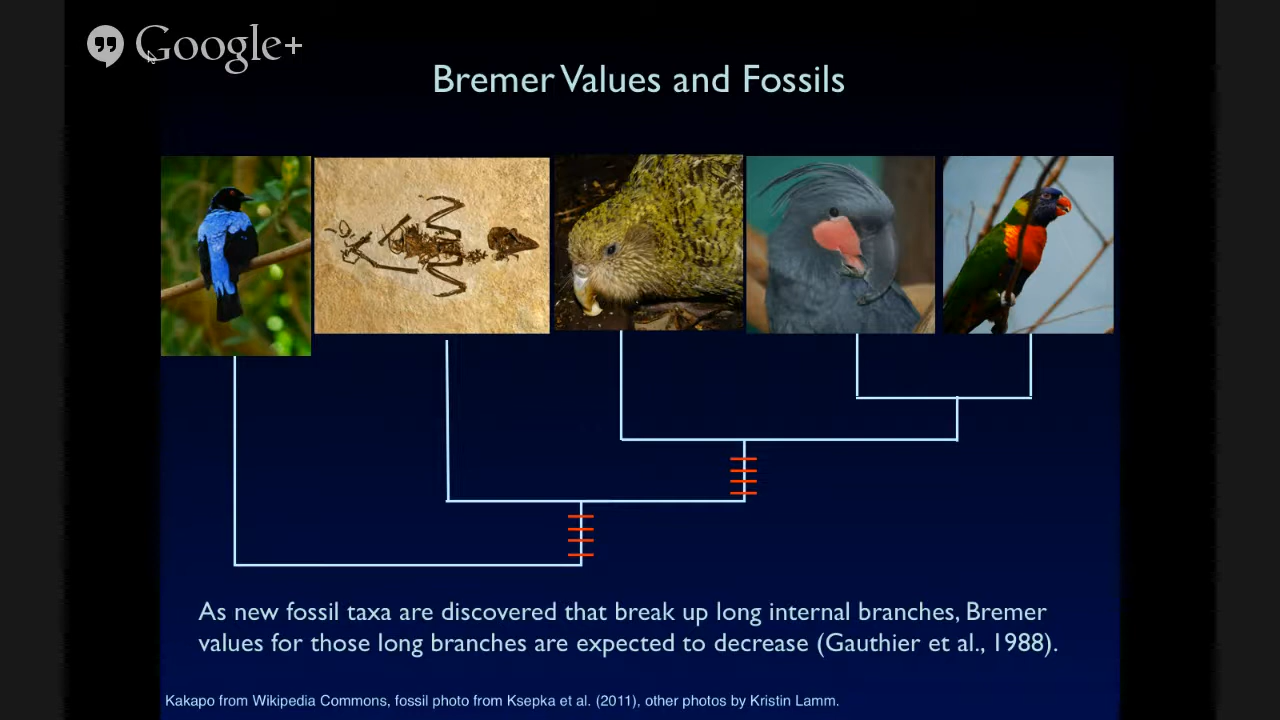 Google+
Bremer Values and Fossils
As new fossil taxa are discovered that break up long internal branches, Bremer
values for those long branches are expected to decrease (Gauthier et al., 1988).
Kakapo from Wikipedia Commons, fossil photo from Ksepka et al. (2011), other photos by Kristin Lamm.